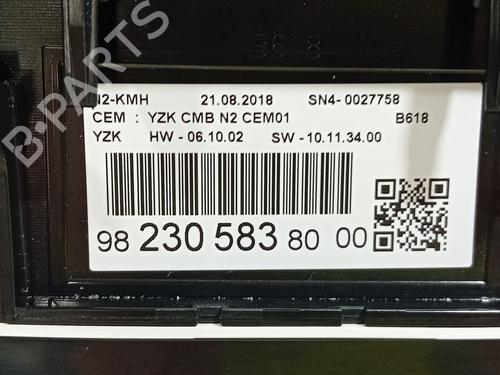 B618
N2-KMH 21.08.2018 SN4- 0027758
CEM : YZK CMB N2 CEM01 B618
YZK HW - 06.10.02 SW - 10.11.34.00
98 230 583 80 00
B-PARTS